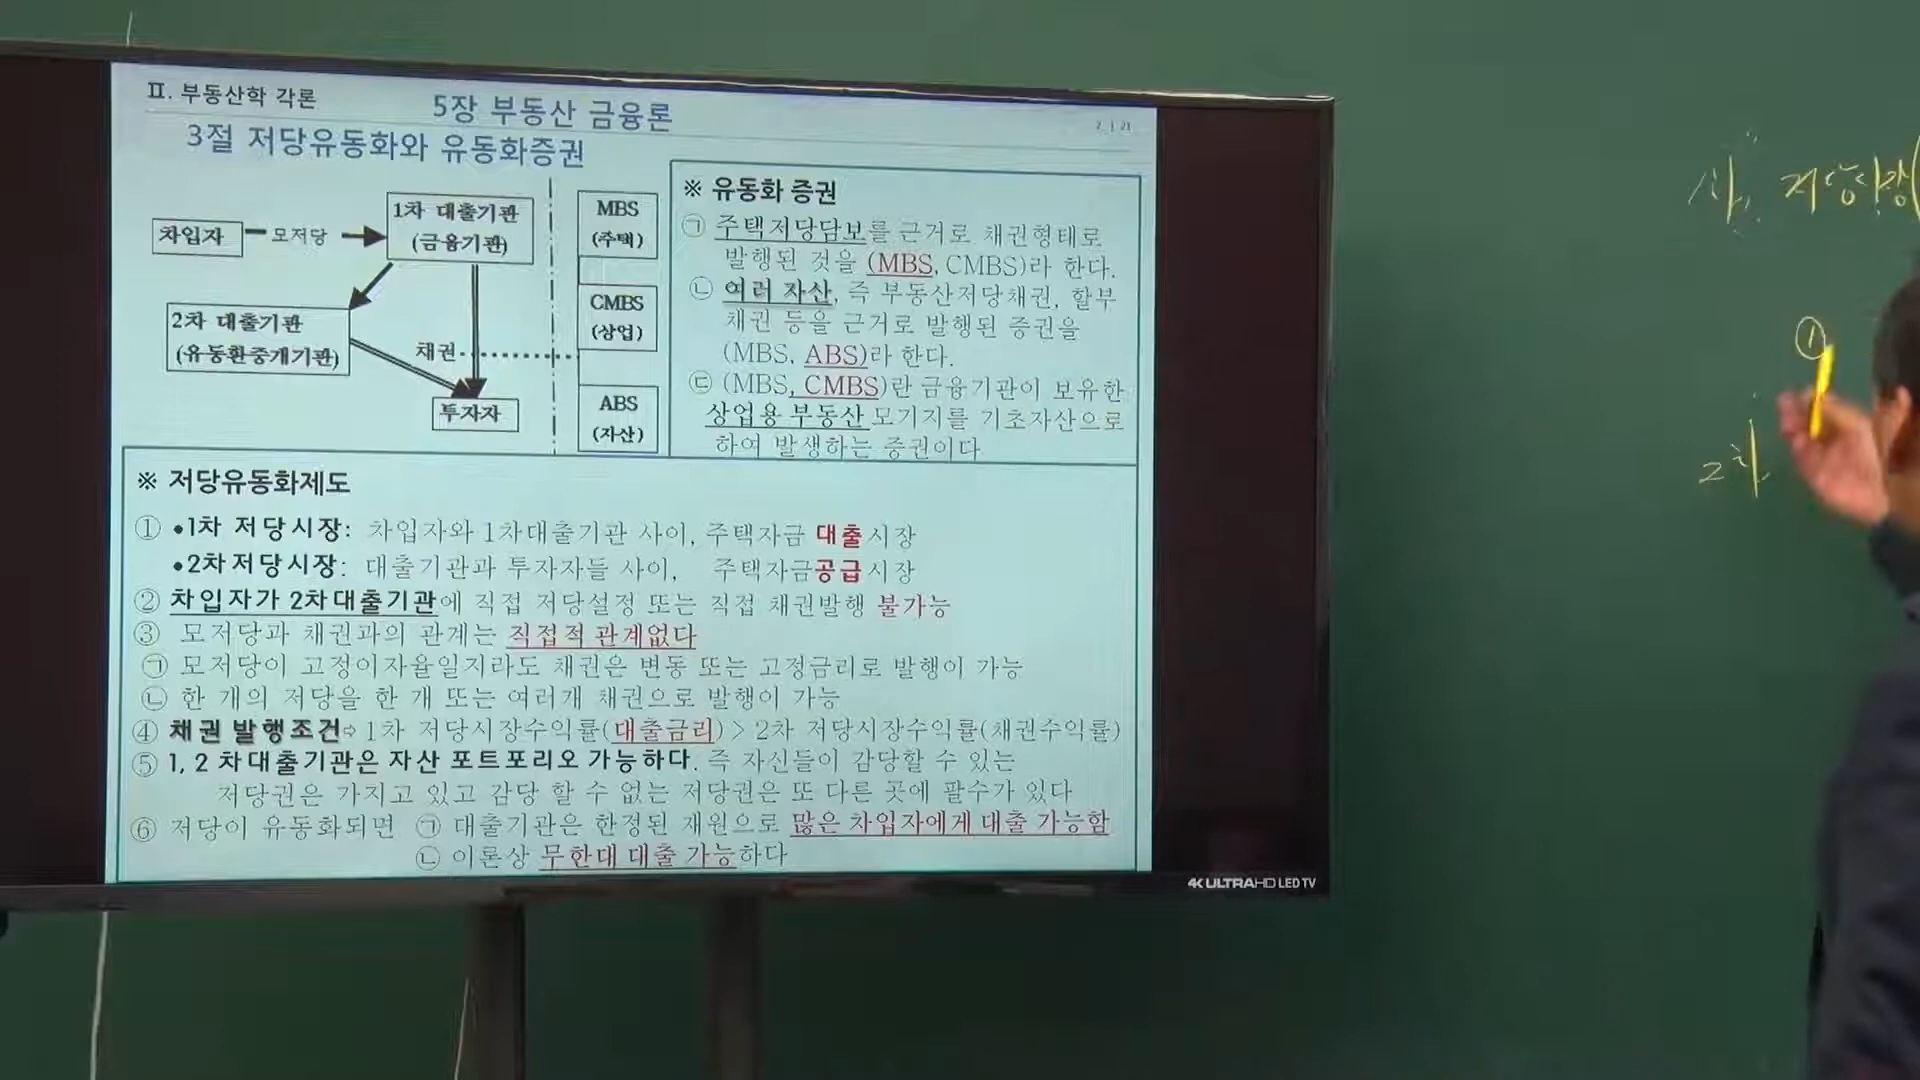 Ⅱ. 부동산학 각론
5장 부동산 금융론
3절 저당유동화와 유동화증권
차입자
모저당
1차 대출기관
(금융기관)
2차 대출기관
(유동환중개기관)
채권
투자자
MBS
(주택)
CMBS
(상업)
ABS
(자산)
※ 유동화 증권
㉠ 주택저당담보를 근거로 채권형태로
발행된 것을 (MBS, CMBS)라 한다.
㉡ 여러 자산, 즉 부동산저당채권, 할부
채권 등을 근거로 발행된 증권을
(MBS, ABS)라 한다.
㉢ (MBS, CMBS)란 금융기관이 보유한
상업용 부동산 모기지를 기초자산으로
하여 발생하는 증권이다
※ 저당유동화제도
① •1차 저당시장: 차입자와 1차대출기관 사이, 주택자금 대출시장
•2차저당시장: 대출기관과 투자자들 사이, 주택자금공급시장
② 차입자가 2차대출기관에 직접 저당설정 또는 직접 채권발행 불가능
③ 모저당과 채권과의 관계는 직접적 관계없다
㉠ 모저당이 고정이자율일지라도 채권은 변동 또는 고정금리로 발행이 가능
㉡ 한 개의 저당을 한 개 또는 여러개 채권으로 발행이 가능
④ 채권 발행조건⇨ 1차 저당시장수익률(대출금리) > 2차 저당시장수익률(채권수익률)
⑤ 1, 2 차대출기관은 자산 포트포리오 가능하다. 즉 자신들이 감당할 수 있는
저당권은 가지고 있고 감당 할 수 없는 저당권은 또 다른 곳에 팔수가 있다
⑥ 저당이 유동화되면 ㉠ 대출기관은 한정된 재원으로 많은 차입자에게 대출 가능함
㉡ 이론상 무한대 대출 가능하다
4K ULTRA HD LED TV
①
2차